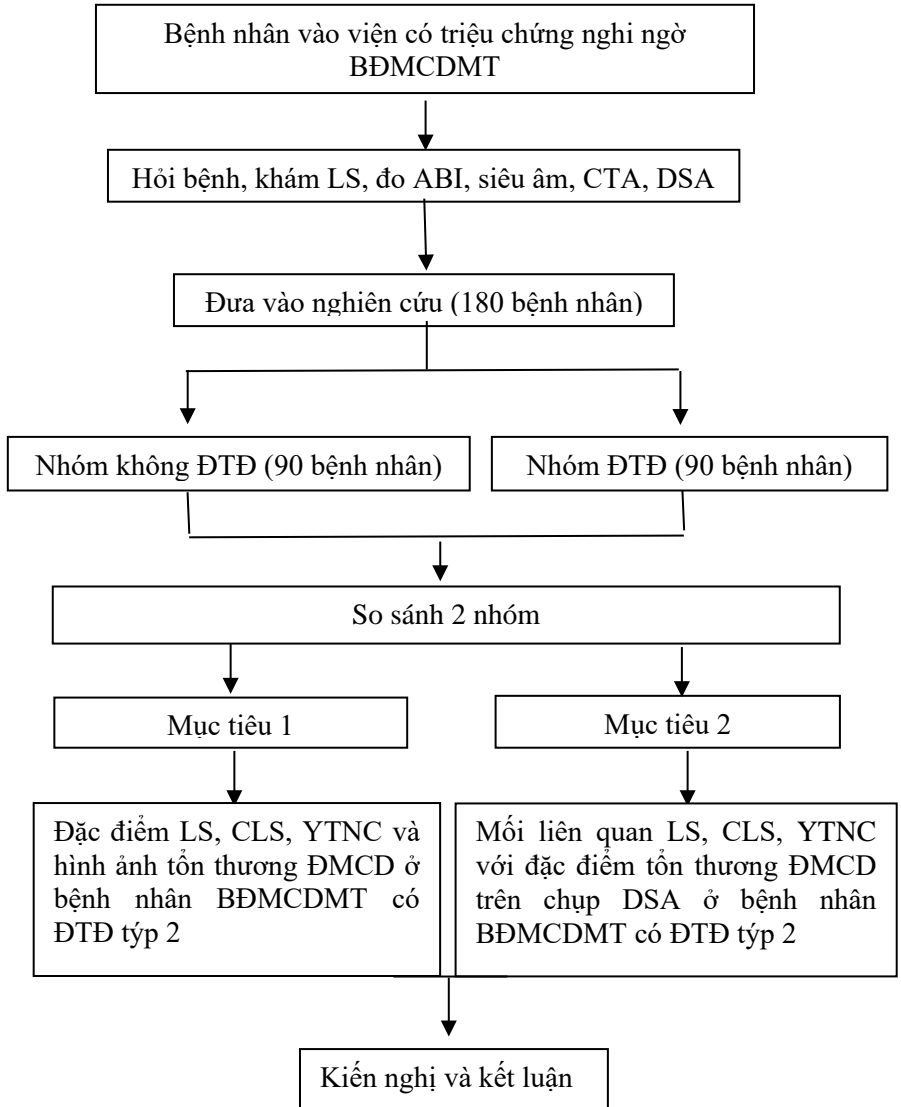 Bệnh nhân vào viện có triệu chứng nghi ngờ
BĐMCDMT
Hỏi bệnh, khám LS, đo ABI, siêu âm, CTA, DSA
Đưa vào nghiên cứu (180 bệnh nhân)
Nhóm không ĐTĐ (90 bệnh nhân)
Nhóm ĐTĐ (90 bệnh nhân)
So sánh 2 nhóm
Mục tiêu 1
Mục tiêu 2
Đặc điểm LS, CLS, YTNC và
hình ảnh tổn thương ĐMCD ở
bệnh nhân BĐMCDMT có
ĐTĐ týp 2
Mối liên quan LS, CLS, YTNC
với đặc điểm tổn thương ĐMCD
trên chụp DSA ở bệnh nhân
BĐMCDMT có ĐTĐ týp 2
Kiến nghị và kết luận